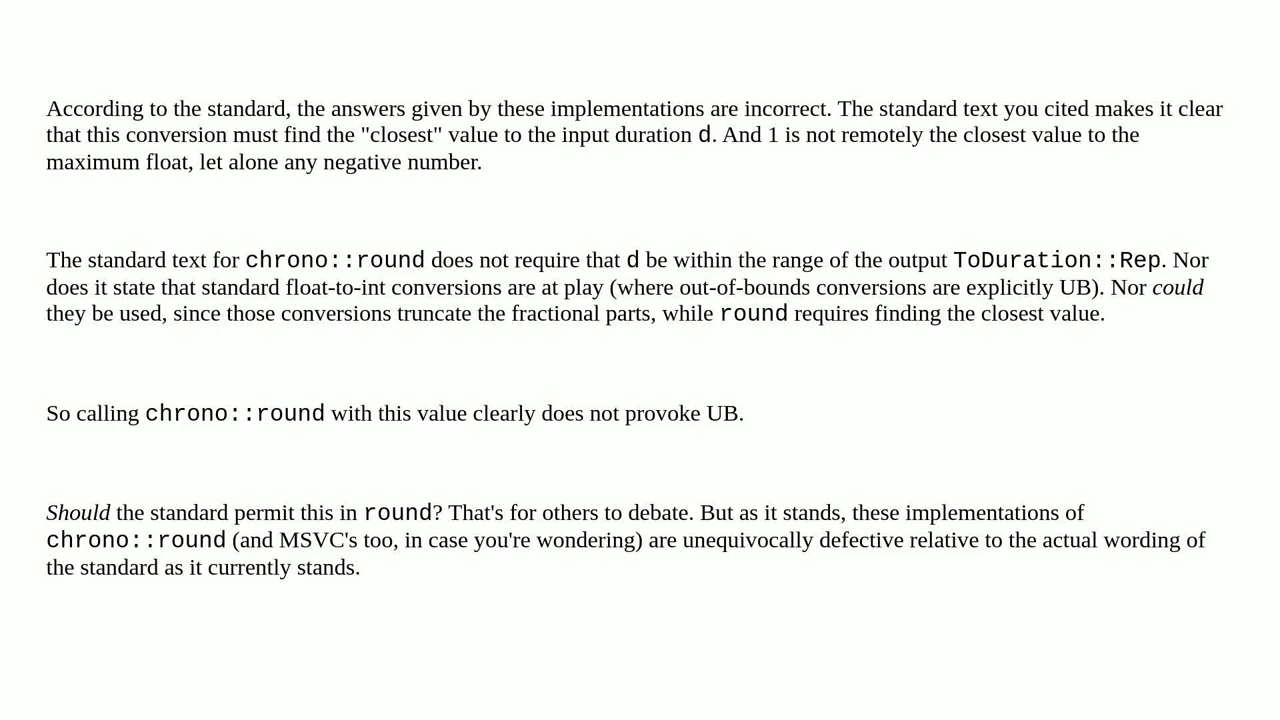 According to the standard, the answers given by these implementations are incorrect. The standard text you cited makes it clear
that this conversion must find the "closest" value to the input duration d. And 1 is not remotely the closest value to the
maximum float, let alone any negative number.
The standard text for chrono::round does not require that d be within the range of the output ToDuration::Rep. Nor
does it state that standard float-to-int conversions are at play (where out-of-bounds conversions are explicitly UB). Nor could
they be used, since those conversions truncate the fractional parts, while round requires finding the closest value.
So calling chrono::round with this value clearly does not provoke UB.
Should the standard permit this in round? That's for others to debate. But as it stands, these implementations of
chrono::round (and MSVC's too, in case you're wondering) are unequivocally defective relative to the actual wording of
the standard as it currently stands.